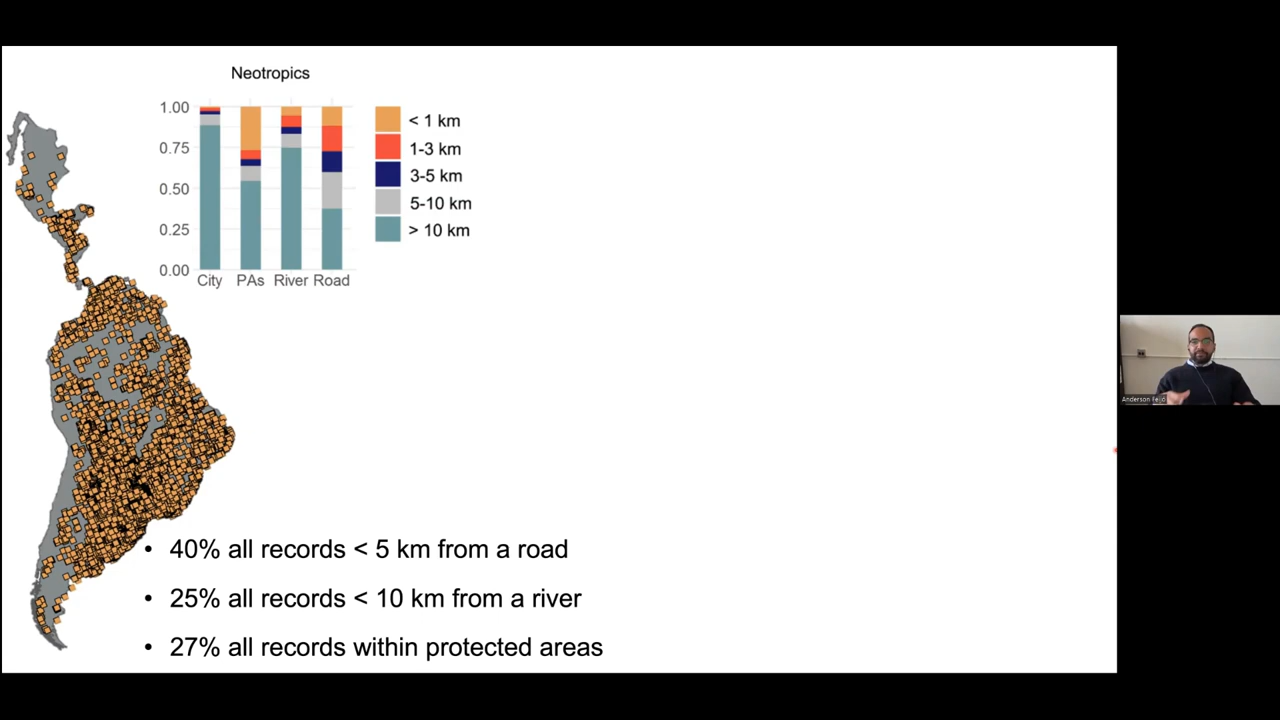 Neotropics
1.00
0.75
0.50
0.25
0.00
City PAs River Road
< 1 km
1-3 km
3-5 km
5-10 km
> 10 km
• 40% all records < 5 km from a road
• 25% all records < 10 km from a river
• 27% all records within protected areas
Anderson